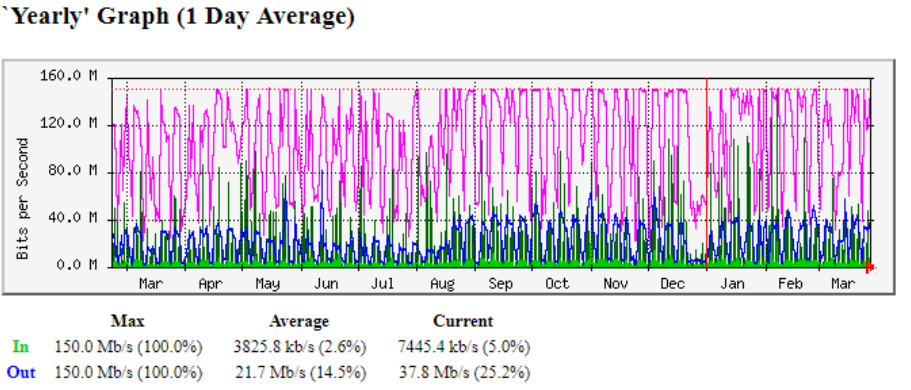 `Yearly' Graph (1 Day Average)
160.0 M
120.0 M
80.0 M
40.0 M
0.0 M
Bits per Second
Mar Apr May Jun Jul Aug Sep Oct Nov Dec Jan Feb Mar
Max Average Current
In 150.0 Mb/s (100.0%) 3825.8 kb/s (2.6%) 7445.4 kb/s (5.0%)
Out 150.0 Mb/s (100.0%) 21.7 Mb/s (14.5%) 37.8 Mb/s (25.2%)